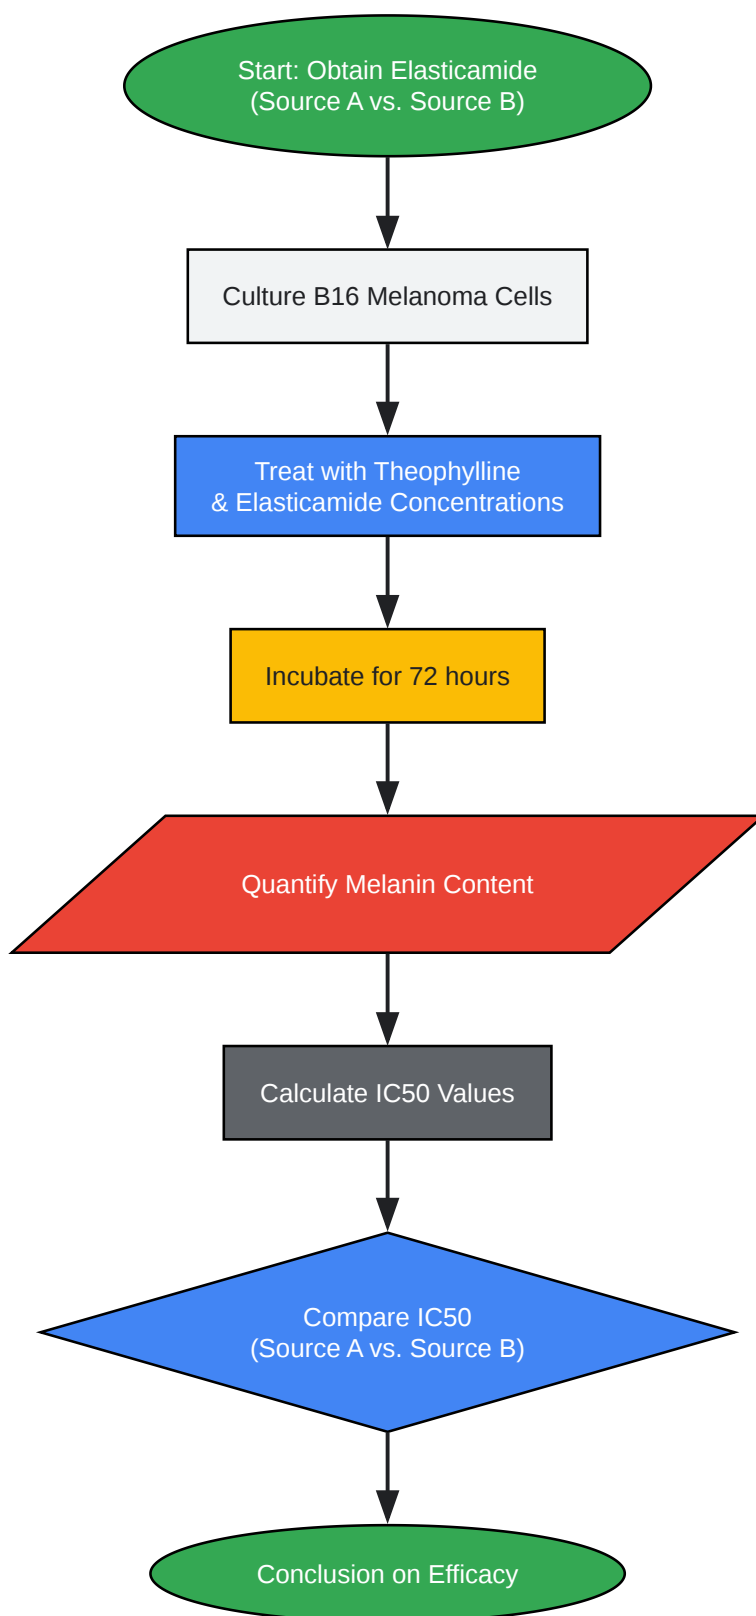 Start: Obtain Elasticamide
(Source A vs. Source B)
Culture B16 Melanoma Cells
Treat with Theophylline
& Elasticamide Concentrations
Incubate for 72 hours
Quantify Melanin Content
Calculate IC50 Values
Compare IC50
(Source A vs. Source B)
Conclusion on Efficacy